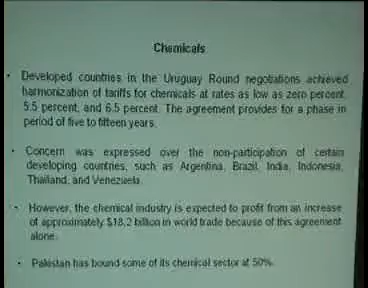 Chemicals
• Developed countries in the Uruguay Round negotiations achieved
harmonization of tariffs for chemicals at rates as low as zero percent,
5.5 percent, and 6.5 percent. The agreement provides for a phase in
period of five to fifteen years.
• Concern was expressed over the non-participation of certain
developing countries, such as Argentina, Brazil, India, Indonesia,
Thailand, and Venezuela.
• However, the chemical industry is expected to profit from an increase
of approximately $18.2 billion in world trade because of this agreement
alone.
• Pakistan has bound some of its chemical sector at 50%.